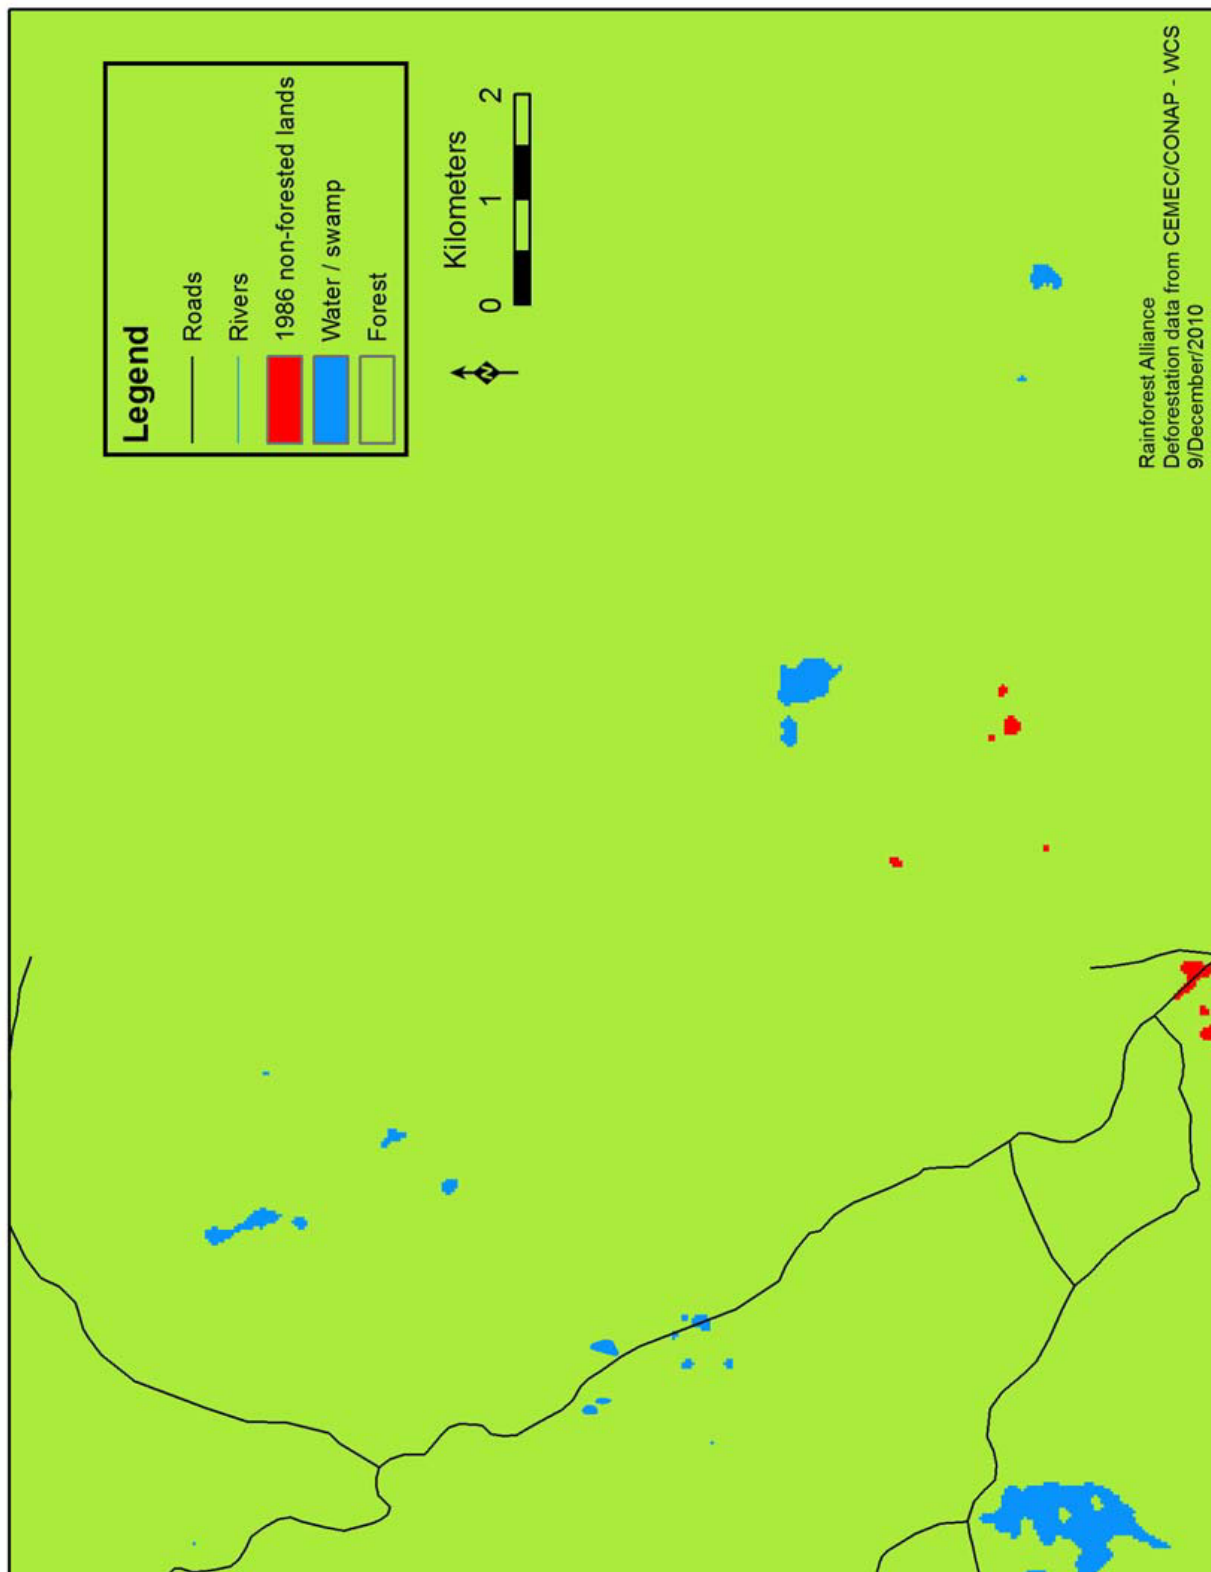 Legend
Roads
Rivers
1986 non-forested lands
Water / swamp
Forest
N
Kilometers
0 1 2
Rainforest Alliance
Deforestation data from CEMEC/CONAP - WCS
9/December/2010